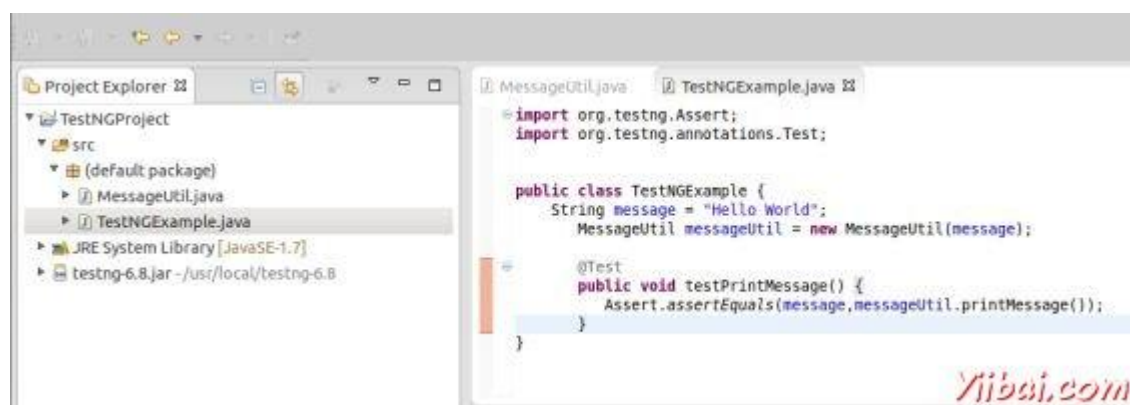 Project Explorer
TestNGProject
src
(default package)
MessageUtil.java
TestNGExample.java
JRE System Library [JavaSE-1.7]
testng-6.8.jar - /usr/local/testng-6.8
MessageUtil.java
TestNGExample.java
import org.testng.Assert;
import org.testng.annotations.Test;
public class TestNGExample {
String message = "Hello World";
MessageUtil messageUtil = new MessageUtil(message);
@Test
public void testPrintMessage() {
Assert.assertEquals(message,messageUtil.printMessage());
}
}
Yiibai.com